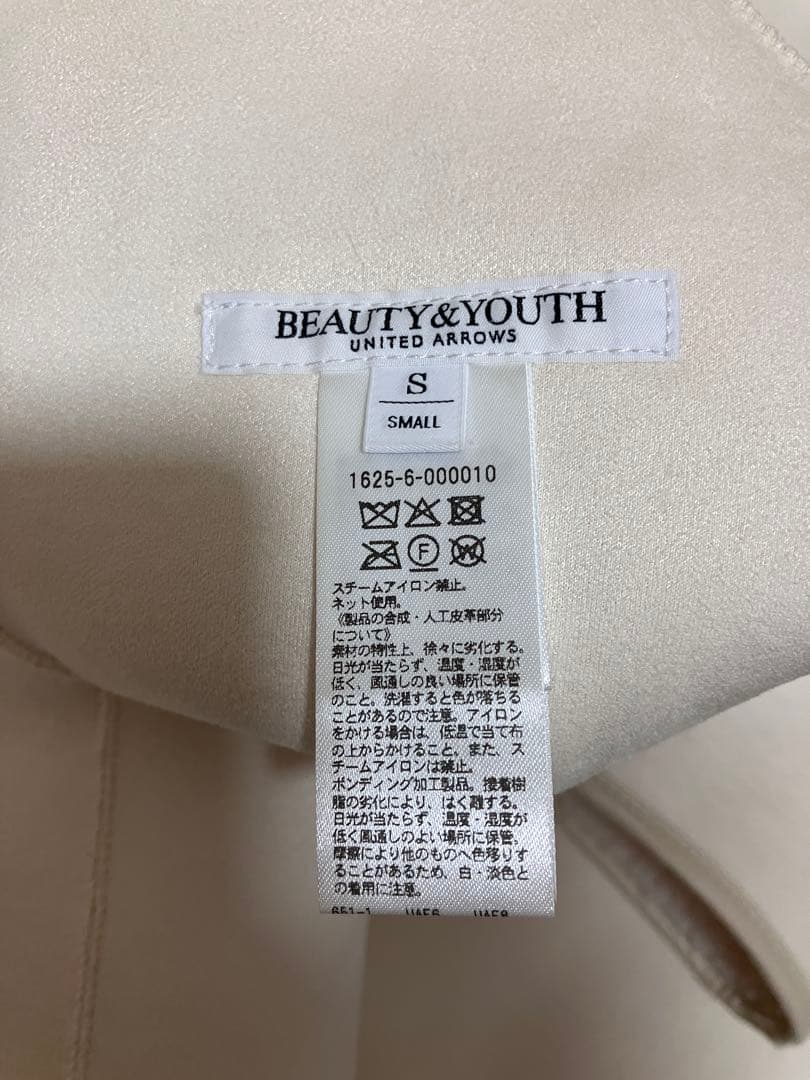 BEAUTY&YOUTH
UNITED ARROWS
S
SMALL
1625-6-000010
F
W
スチームアイロン禁止。
ネット使用。
《製品の合成・人工皮革部分
について》
素材の特性上、徐々に劣化する。
日光が当たらず、温度・湿度が
低く、風通しの良い場所に保管
のこと。洗濯すると色が落ちる
ことがあるので注意。アイロン
をかける場合は、低温で当て布
の上からかけること。また、ス
チームアイロンは禁止。
ボンディング加工製品。接着樹
脂の劣化により、はく離する。
日光が当たらず、温度・湿度が
低く風通しのよい場所に保管。
摩擦により他のものへ色移りす
ることがあるため、白・淡色と
の着用に注意。
651-1 UAF6 UAF8